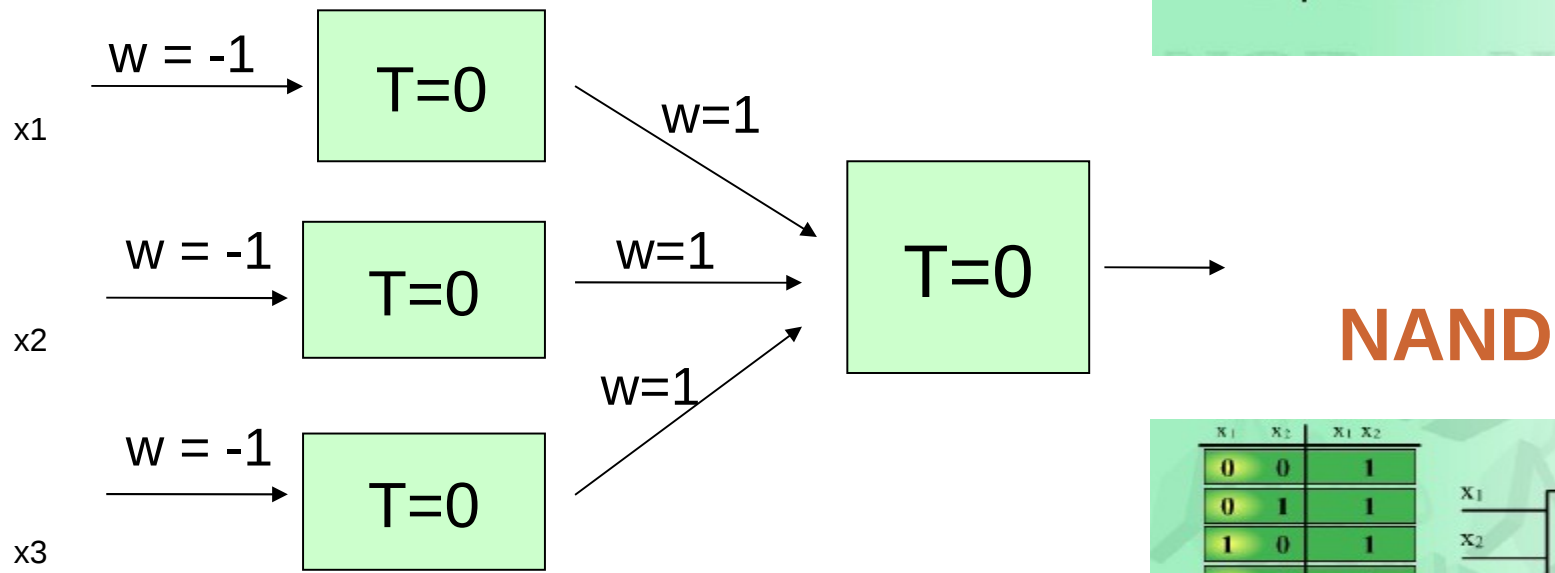 w = -1
T=0
w=1
x1
w = -1
T=0
w=1
T=0
x2
NAND
w=1
w = -1
T=0
x3
x1 x2 x1 x2
0 0 1
0 1 1
1 0 1
x1
x2